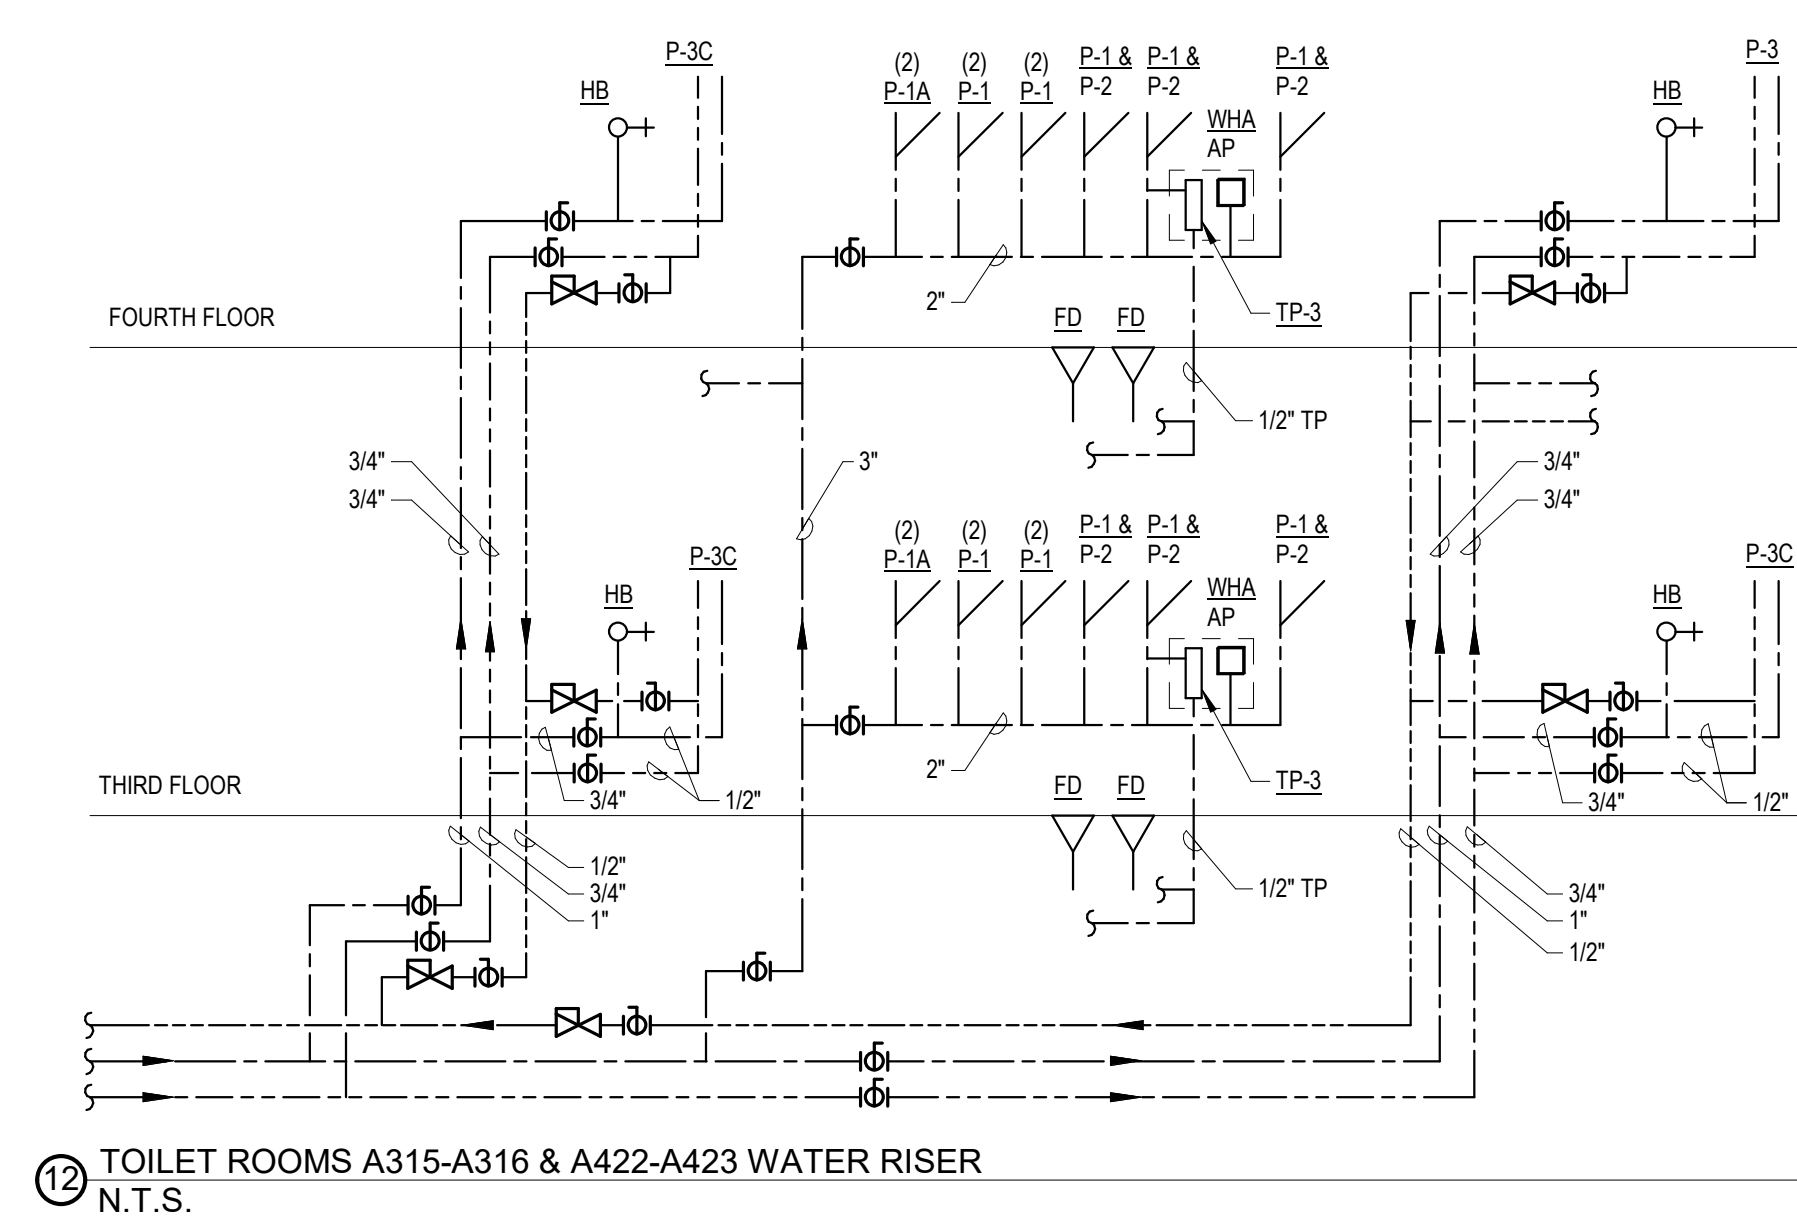 P-3C
HB
(2)
P-1A
(2)
P-1
(2)
P-1
P-1 &
P-2
P-1 &
P-2
WHA
AP
P-1 &
P-2
P-3
HB
2"
TP-3
FOURTH FLOOR
FD
FD
1/2" TP
3/4"
3/4"
3"
3/4"
3/4"
P-3C
HB
(2)
P-1A
(2)
P-1
(2)
P-1
P-1 &
P-2
P-1 &
P-2
WHA
AP
P-1 &
P-2
P-3C
HB
2"
TP-3
THIRD FLOOR
3/4"
1/2"
FD
FD
3/4"
1/2"
1/2"
3/4"
1"
1/2" TP
3/4"
1"
1/2"
12
TOILET ROOMS A315-A316 & A422-A423 WATER RISER
N.T.S.